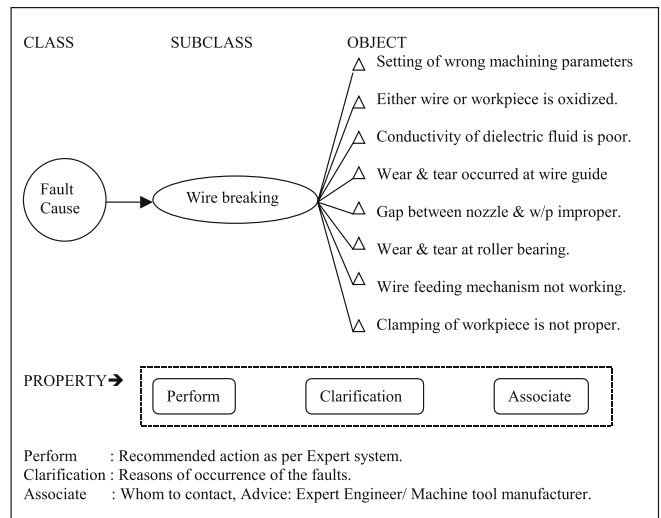 CLASS SUBCLASS OBJECT
Setting of wrong machining parameters
Either wire or workpiece is oxidized.
Conductivity of dielectric fluid is poor.
Wear & tear occurred at wire guide
Fault
Cause
Wire breaking
Gap between nozzle & w/p improper.
Wear & tear at roller bearing.
Wire feeding mechanism not working.
Clamping of workpiece is not proper.
PROPERTY➔
Perform Clarification Associate
Perform : Recommended action as per Expert system.
Clarification : Reasons of occurrence of the faults.
Associate : Whom to contact, Advice: Expert Engineer/ Machine tool manufacturer.